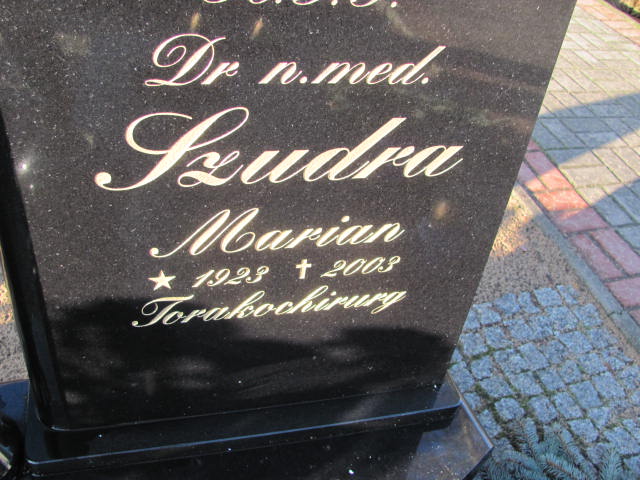 Dr n.med.
Szudra
Marian
★ 1923 † 2003
Torakochirurg